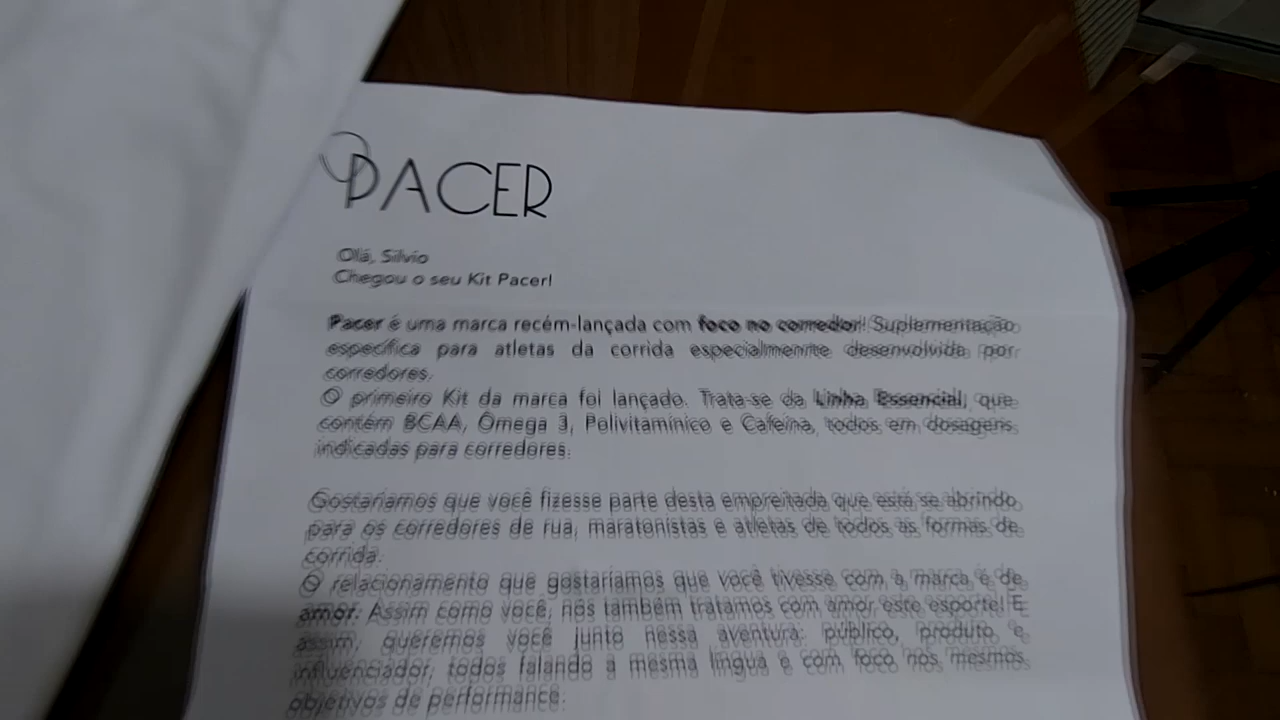 PACER
Olá, Silvio
Chegou o seu Kit Pacer!
Pacer é uma marca recém-lançada com foco no corredor! Suplementação
específica para atletas da corrida especialmente desenvolvida por
corredores.
O primeiro Kit da marca foi lançado. Trata-se da Linha Essencial, que
contém BCAA, Ômega 3, Polivitamínico e Cafeína, todos em dosagens
indicadas para corredores.
Gostaríamos que você fizesse parte desta empreitada que está se abrindo
para os corredores de rua, maratonistas e atletas de todos as formas de
corrida.
O relacionamento que gostaríamos que você tivesse com a marca é de
amor. Assim como você, nós também tratamos com amor este esporte! E
assim, queremos você junto nessa aventura: público, produto e
influenciador, todos falando a mesma língua e com foco nos mesmos
objetivos de performance.